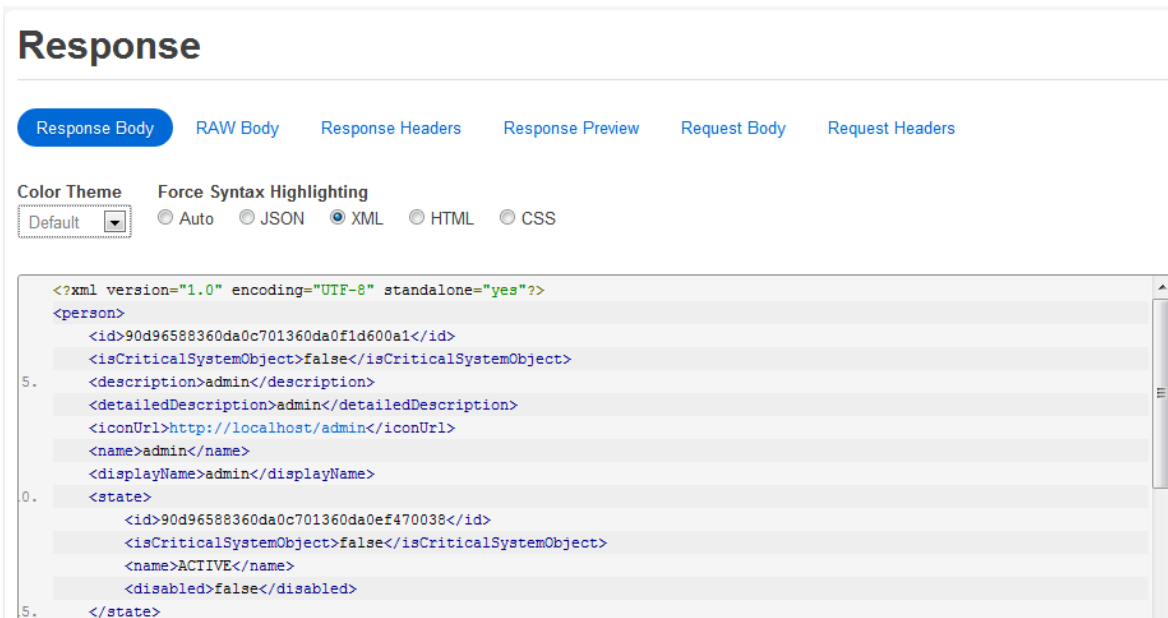 Response
Response Body RAW Body Response Headers Response Preview Request Body Request Headers
Color Theme Force Syntax Highlighting
Default Auto JSON XML HTML CSS
<?xml version="1.0" encoding="UTF-8" standalone="yes"?>
<person>
<id>90d96588360da0c701360da0f1d600a1</id>
<isCriticalSystemObject>false</isCriticalSystemObject>
5. <description>admin</description>
<detailedDescription>admin</detailedDescription>
<iconUrl>http://localhost/admin</iconUrl>
<name>admin</name>
<displayName>admin</displayName>
0. <state>
<id>90d96588360da0c701360da0ef470038</id>
<isCriticalSystemObject>false</isCriticalSystemObject>
<name>ACTIVE</name>
<disabled>false</disabled>
5. </state>